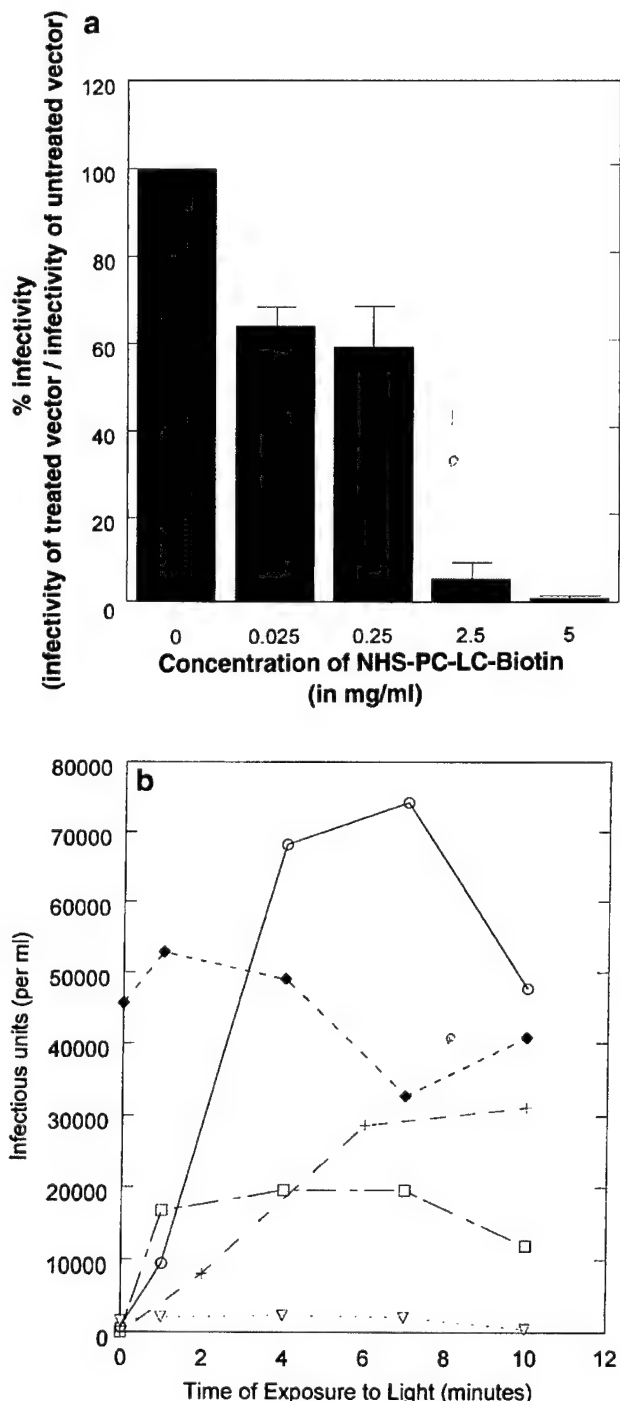 a
% infectivity
(infectivity of treated vector / infectivity of untreated vector)
120
100
80
60
40
20
0
0 0.025 0.25 2.5 5
Concentration of NHS-PC-LC-Biotin
(in mg/ml)
b
Infectious units (per ml)
80000
70000
60000
50000
40000
30000
20000
10000
0
0 2 4 6 8 10 12
Time of Exposure to Light (minutes)